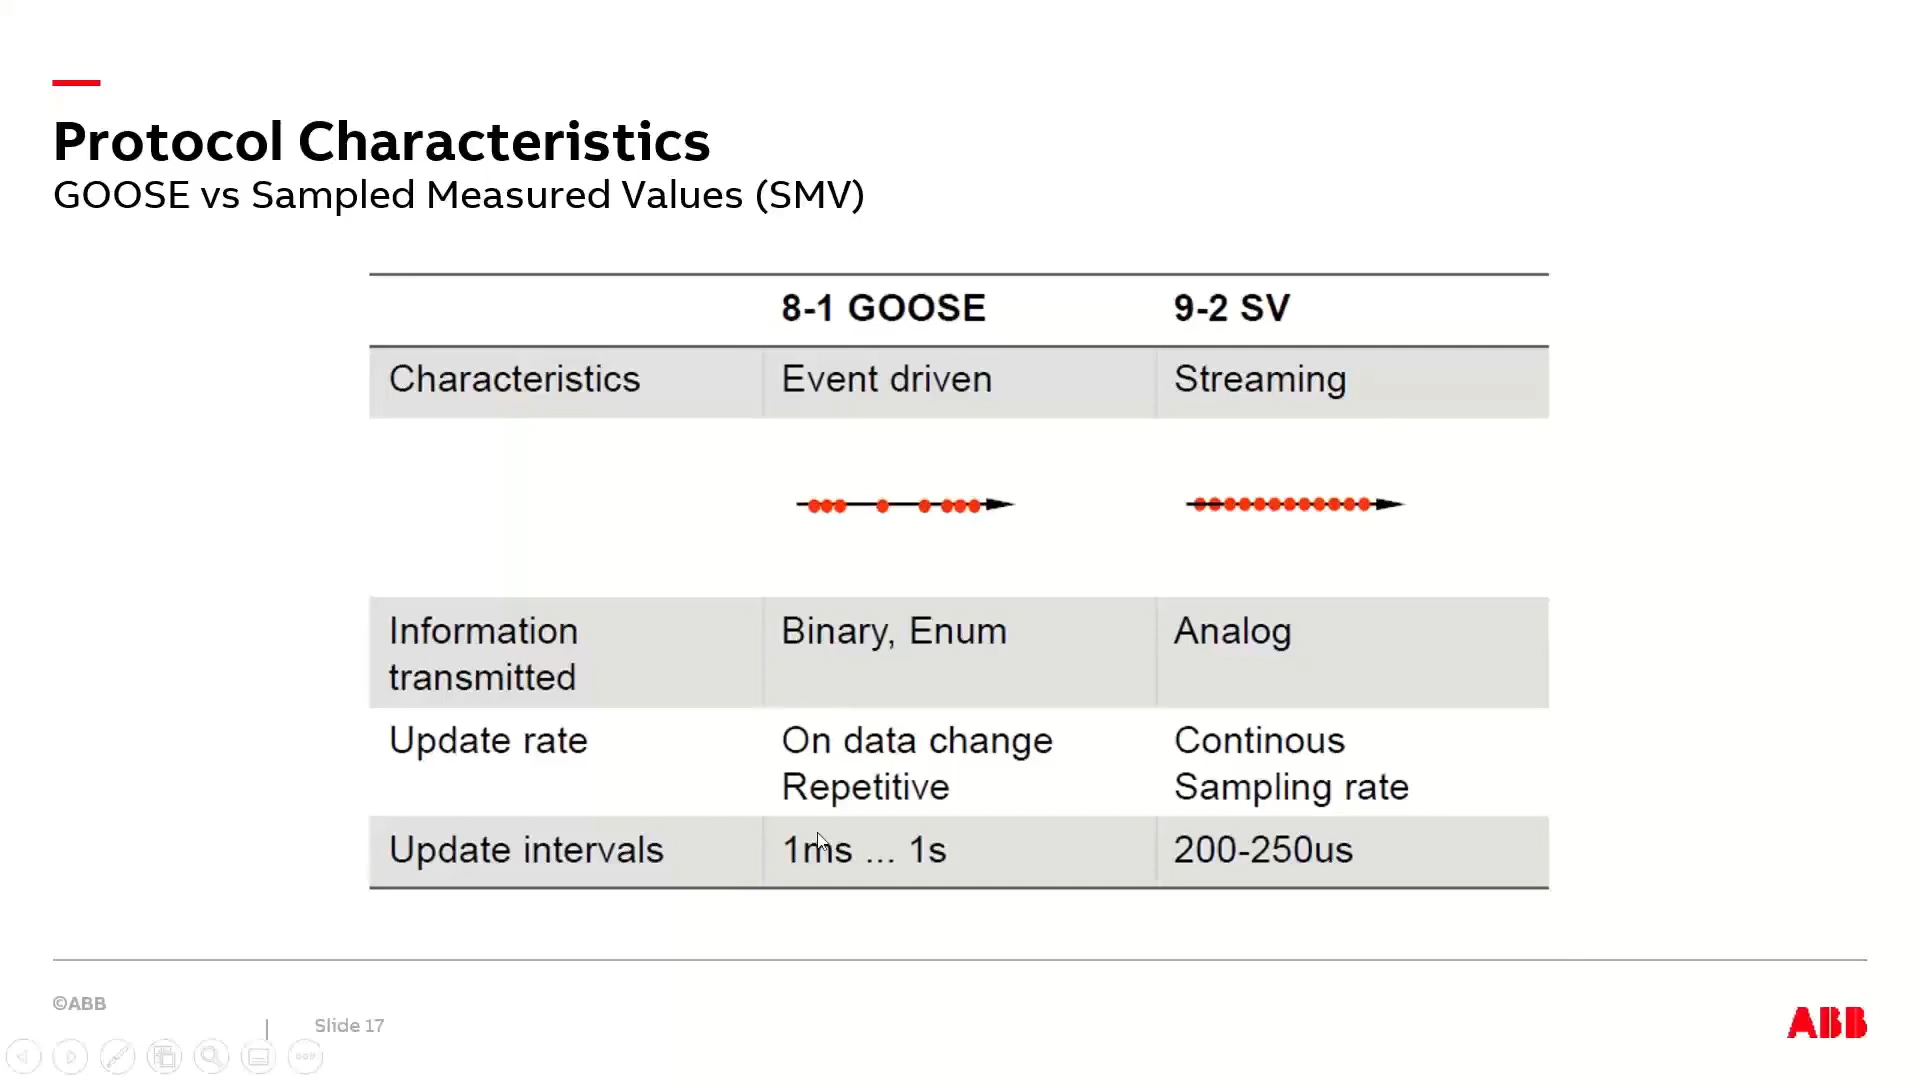 Protocol Characteristics
GOOSE vs Sampled Measured Values (SMV)
8-1 GOOSE 9-2 SV
Characteristics Event driven Streaming
Information transmitted Binary, Enum Analog
Update rate On data change Continous
Repetitive Sampling rate
Update intervals 1ms ... 1s 200-250us
©ABB
Slide 17
ABB